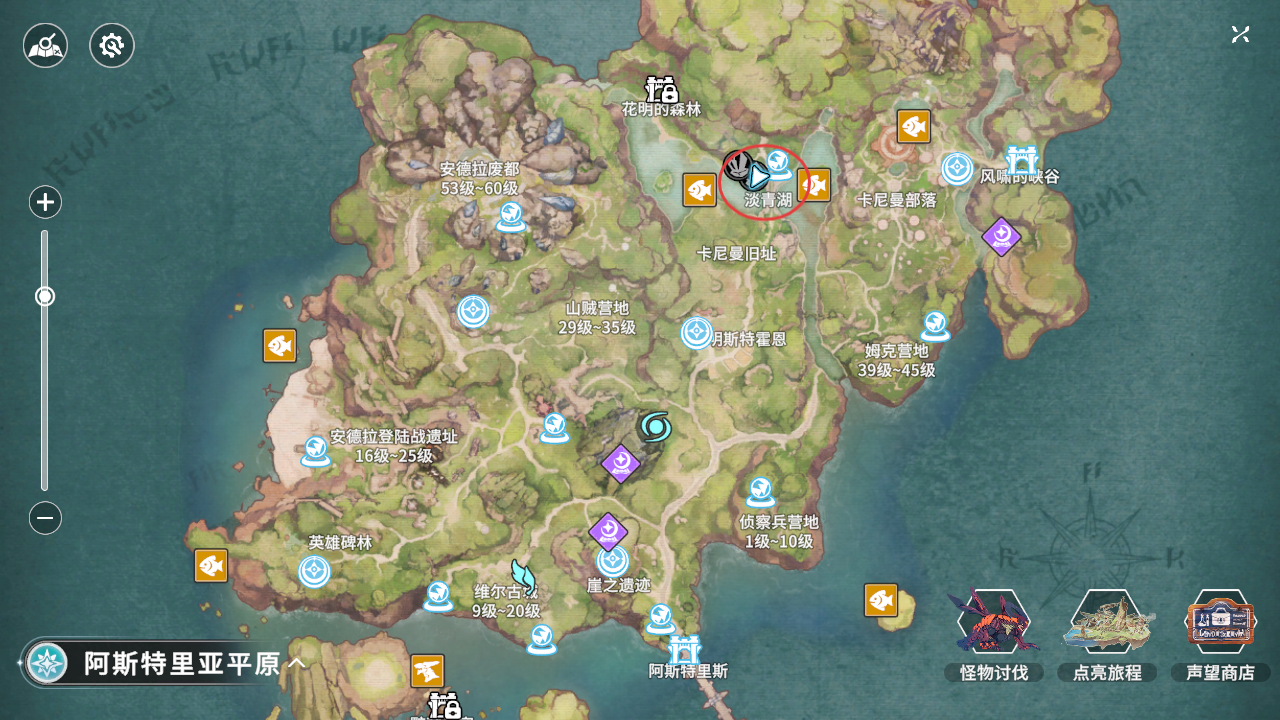 花明的森林
安德拉废都
53级~60级
风啸的峡谷
淡青湖
卡尼曼部落
卡尼曼旧址
山贼营地
29级~35级
明斯特霍恩
姆克营地
39级~45级
安德拉登陆战遗址
16级~25级
侦察兵营地
1级~10级
英雄碑林
崖之遗迹
维尔古城
9级~20级
阿斯特里斯
阿斯特里亚平原
怪物讨伐
点亮旅程
声望商店